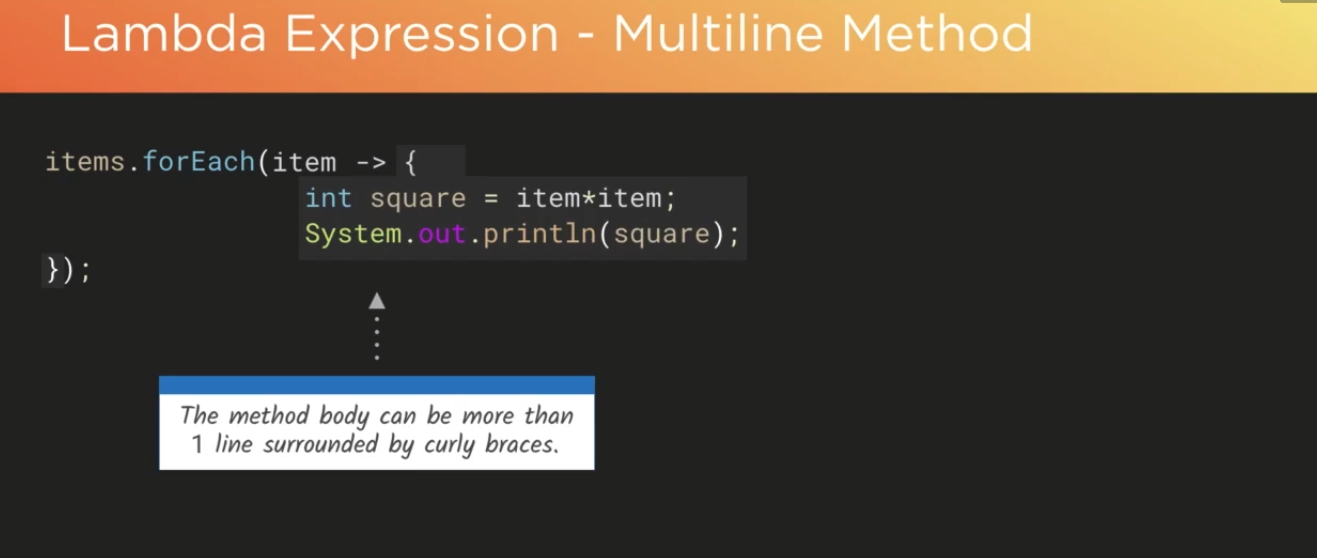 Lambda Expression - Multiline Method
items.forEach(item -> {
int square = item*item;
System.out.println(square);
});
The method body can be more than
1 line surrounded by curly braces.